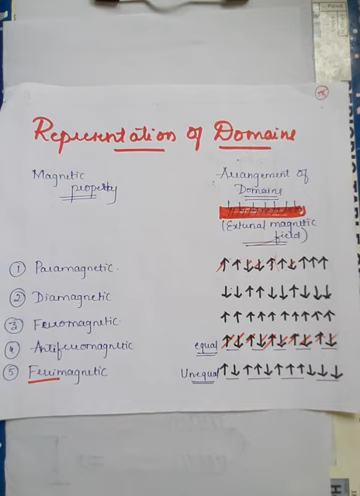 Representation of Domains
Magnetic property
Arrangement of Domains
(External magnetic field)
① Paramagnetic. ↑↑↓↓↑↑↓↑↑↑
② Diamagnetic ↓↓↑↑↓↓↑↓↓↓
③ Ferromagnetic ↑↑↑↑↑↑↑↑↑↑
④ Antiferromagnetic equal ↑↑↓↑↓↑↓↑↑↓
⑤ Ferrimagnetic Unequal ↑↓↑↓↑↑↑↓↓↓